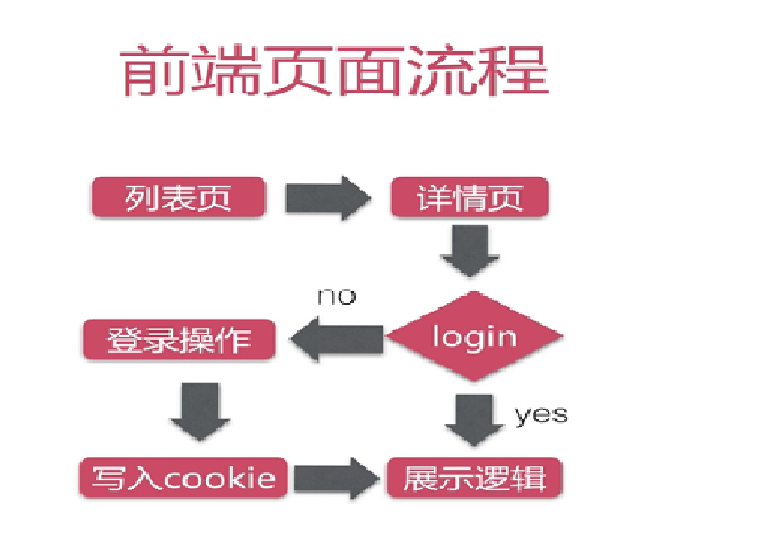 前端页面流程
列表页
详情页
no
login
登录操作
yes
写入cookie
展示逻辑